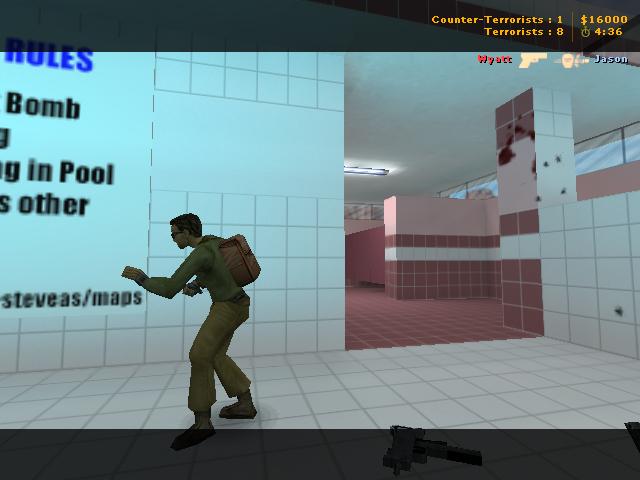 Counter-Terrorists : 1 $16000
Terrorists : 8 4:36
Wyatt Jason
RULES
Bomb
g
ng in Pool
s other
-steveas/maps